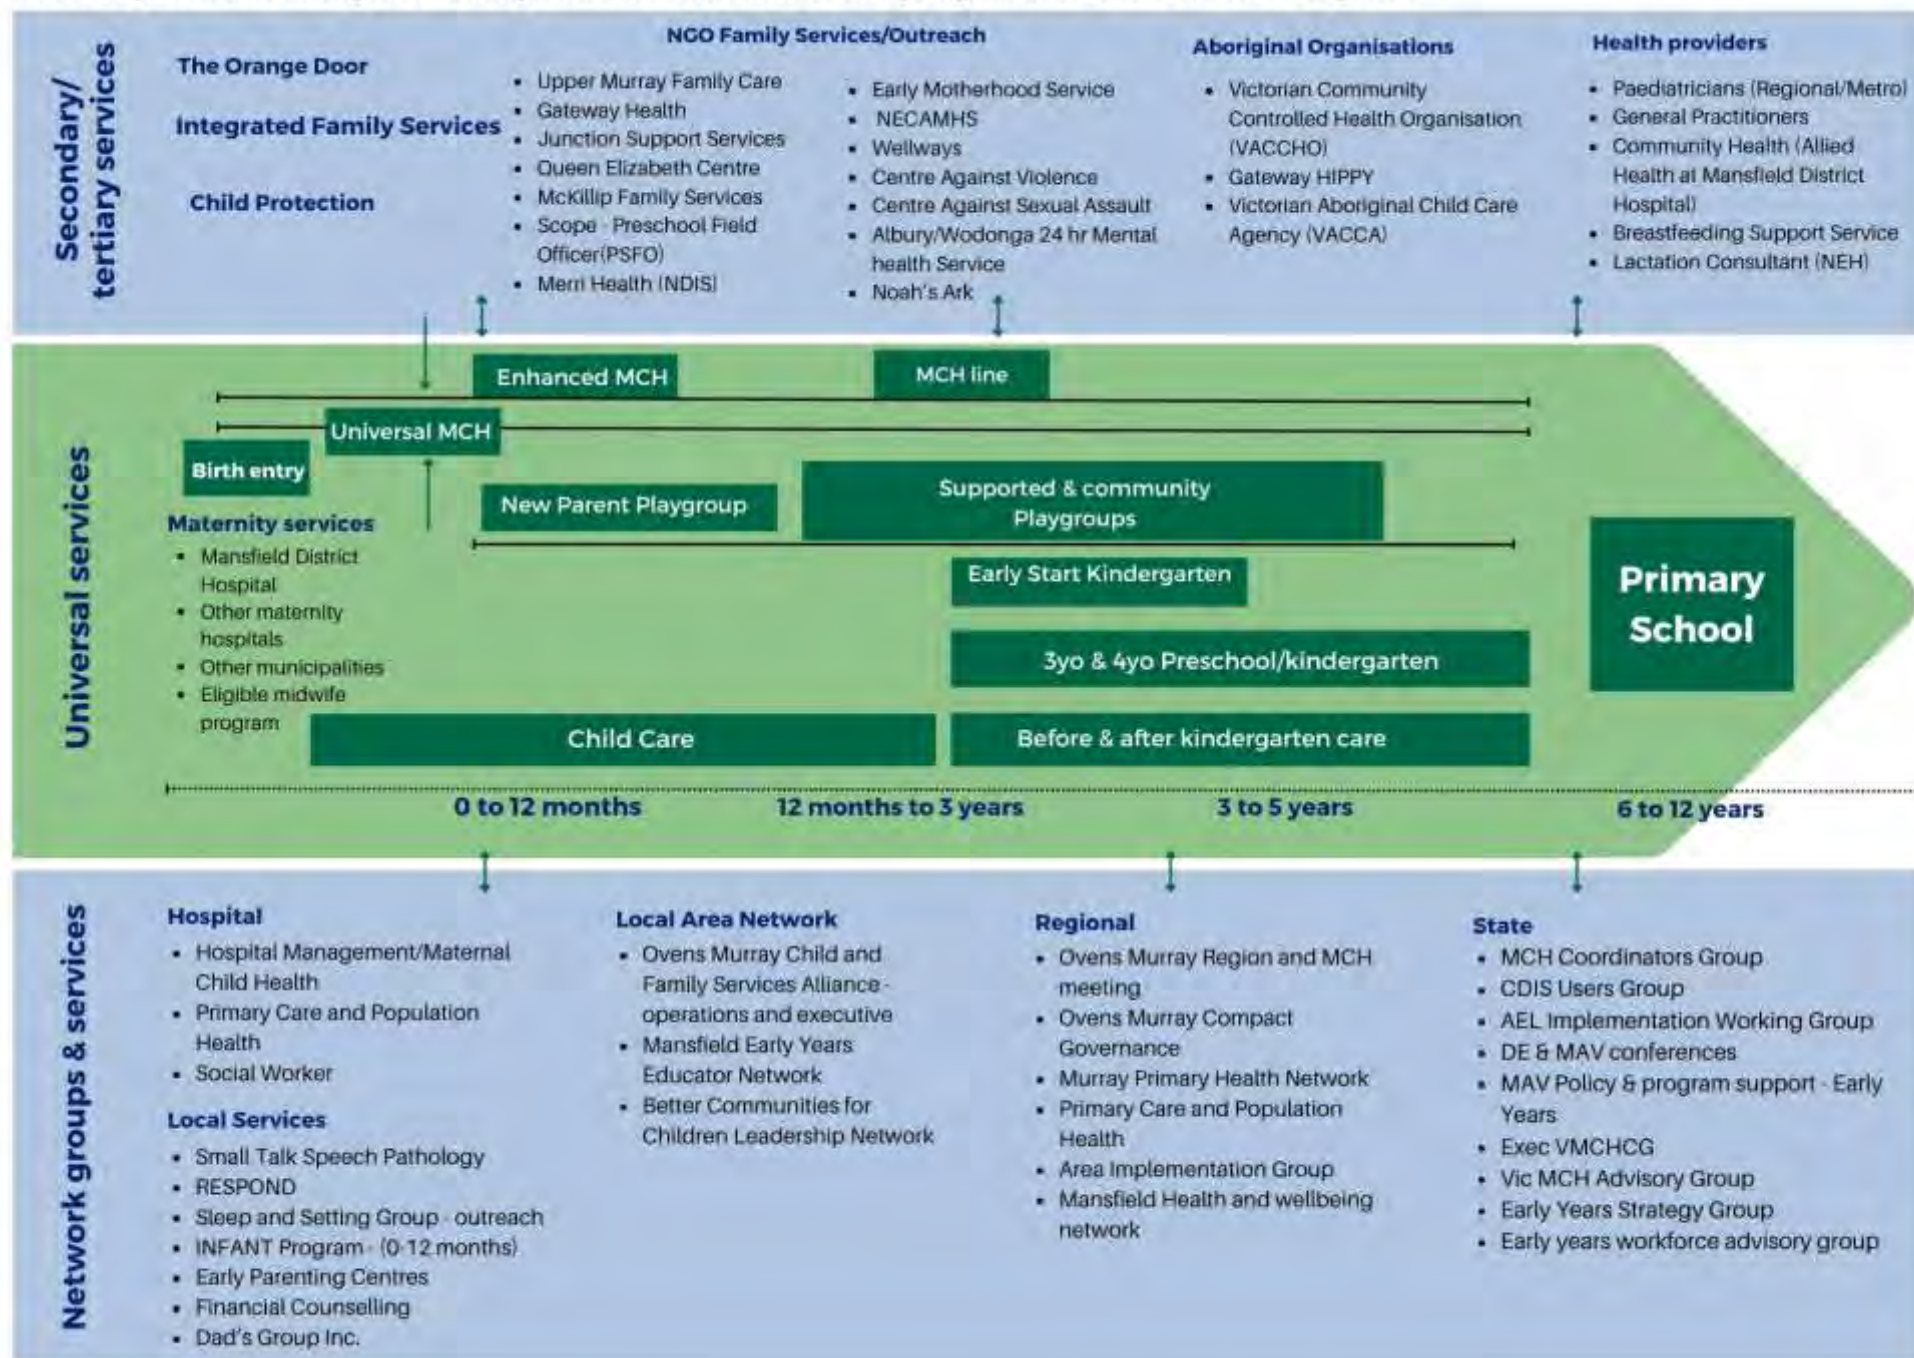 Secondary/
tertiary services
The Orange Door
Integrated Family Services
Child Protection
NGO Family Services/Outreach
• Upper Murray Family Care
• Gateway Health
• Junction Support Services
• Queen Elizabeth Centre
• McKillip Family Services
• Scope - Preschool Field
Officer(PSFO)
• Merri Health (NDIS)
• Early Motherhood Service
• NECAMHS
• Wellways
• Centre Against Violence
• Centre Against Sexual Assault
• Albury/Wodonga 24 hr Mental
health Service
• Noah's Ark
Aboriginal Organisations
• Victorian Community
Controlled Health Organisation
(VACCHO)
• Gateway HIPPY
• Victorian Aboriginal Child Care
Agency (VACCA)
Health providers
• Paediatricians (Regional/Metro)
• General Practitioners
• Community Health (Allied
Health at Mansfield District
Hospital)
• Breastfeeding Support Service
• Lactation Consultant (NEH)
Universal services
Enhanced MCH
MCH line
Universal MCH
Birth entry
New Parent Playgroup
Supported & community
Playgroups
Maternity services
• Mansfield District
Hospital
• Other maternity
hospitals
• Other municipalities
• Eligible midwife
program
Early Start Kindergarten
3yo & 4yo Preschool/kindergarten
Child Care
Before & after kindergarten care
Primary
School
0 to 12 months
12 months to 3 years
3 to 5 years
6 to 12 years
Network groups & services
Hospital
• Hospital Management/Maternal
Child Health
• Primary Care and Population
Health
• Social Worker
Local Services
• Small Talk Speech Pathology
• RESPOND
• Sleep and Setting Group - outreach
• INFANT Program - (0-12 months)
• Early Parenting Centres
• Financial Counselling
• Dad's Group Inc.
Local Area Network
• Ovens Murray Child and
Family Services Alliance -
operations and executive
• Mansfield Early Years
Educator Network
• Better Communities for
Children Leadership Network
Regional
• Ovens Murray Region and MCH
meeting
• Ovens Murray Compact
Governance
• Murray Primary Health Network
• Primary Care and Population
Health
• Area Implementation Group
• Mansfield Health and wellbeing
network
State
• MCH Coordinators Group
• CDIS Users Group
• AEL Implementation Working Group
• DE & MAV conferences
• MAV Policy & program support - Early
Years
• Exec VMCHCG
• Vic MCH Advisory Group
• Early Years Strategy Group
• Early years workforce advisory group